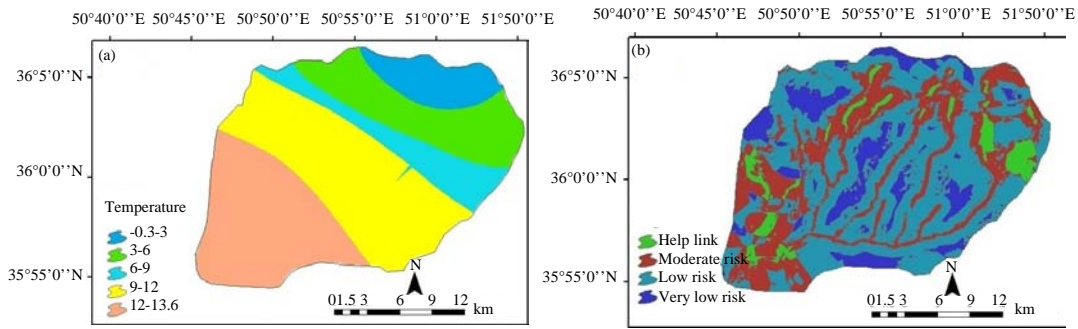 50°40'0''E 50°45'0''E 50°50'0''E 50°55'0''E 51°0'0''E 51°50'0''E
(a)
36°5'0''N
36°0'0''N
35°55'0''N
Temperature
-0.3-3
3-6
6-9
9-12
12-13.6
N
01.5 3 6 9 12 km
50°40'0''E 50°45'0''E 50°50'0''E 50°55'0''E 51°0'0''E 51°50'0''E
(b)
36°5'0''N
36°0'0''N
35°55'0''N
Help link
Moderate risk
Low risk
Very low risk
N
01.5 3 6 9 12 km